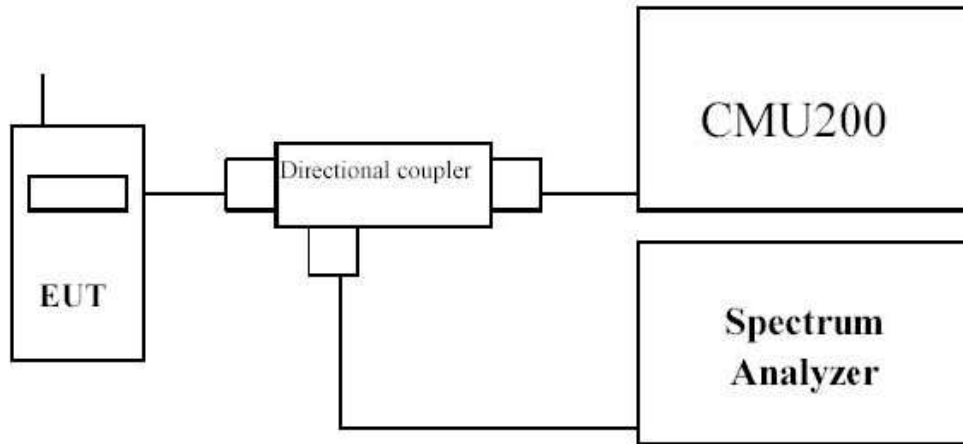 CMU200
Directional coupler
EUT
Spectrum
Analyzer